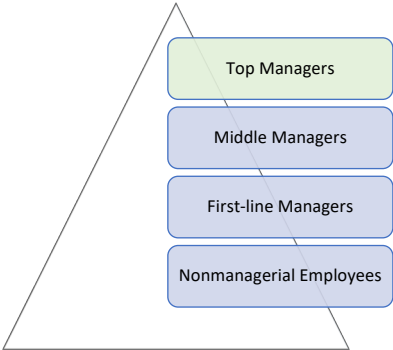 Top Managers
Middle Managers
First-line Managers
Nonmanagerial Employees